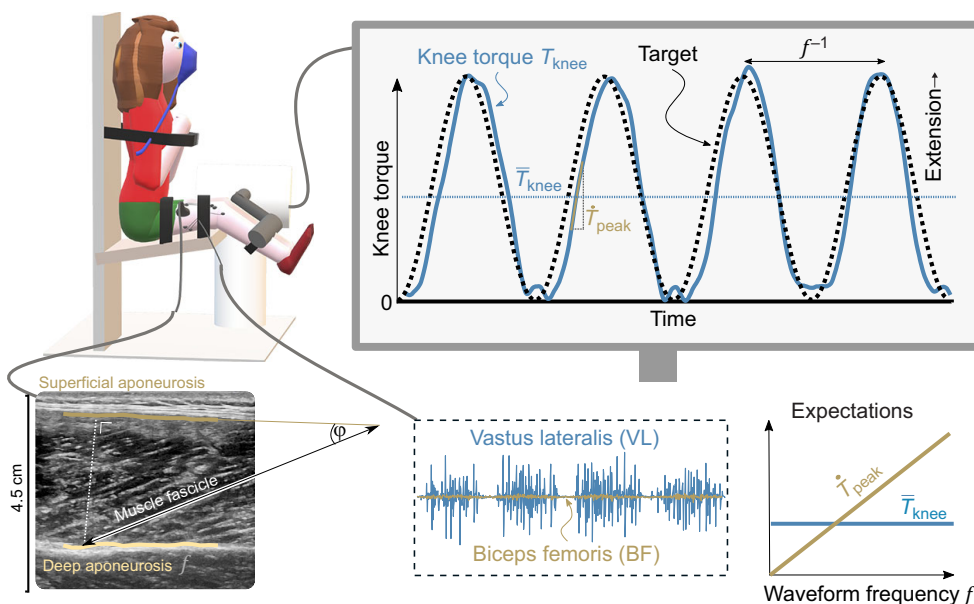 Knee torque T_knee
Target
f⁻¹
Extension→
T̅_knee
Ṫ_peak
Knee torque
0
Time
Superficial aponeurosis
φ
4.5 cm
Muscle fascicle
Deep aponeurosis f
Vastus lateralis (VL)
Biceps femoris (BF)
Expectations
Ṫ_peak
T̅_knee
Waveform frequency f